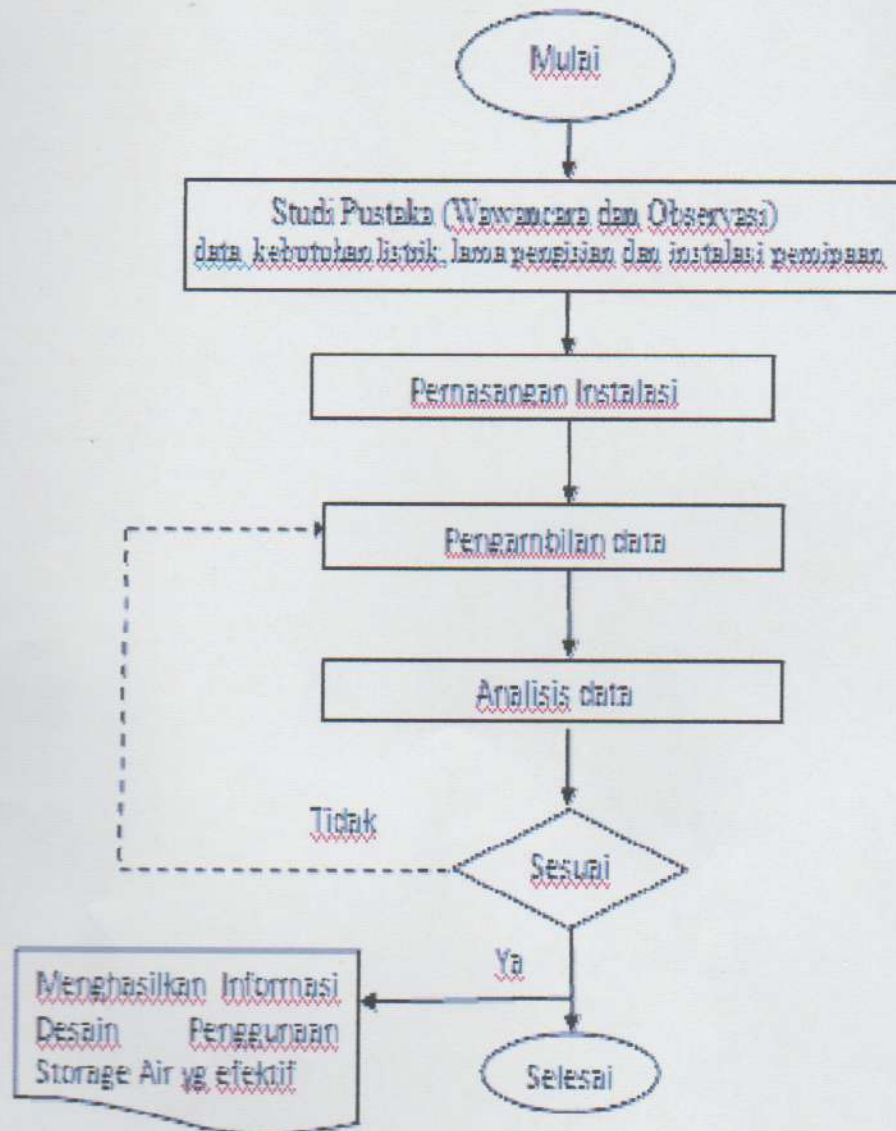 Mulai
Studi Pustaka (Wawancara dan Observasi)
data kebutuhan listrik, lama pengisian dan instalasi pemipaan
Pemasangan Instalasi
Pengambilan data
Analisis data
Tidak
Sesuai
Ya
Menghasilkan Informasi
Desain Penggunaan
Storage Air yg efektif
Selesai